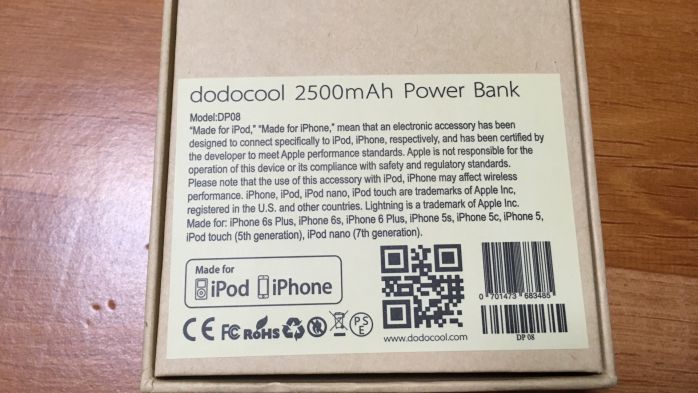 dodocool 2500mAh Power Bank
Model:DP08
“Made for iPod,” “Made for iPhone,” mean that an electronic accessory has been
designed to connect specifically to iPod, iPhone, respectively, and has been certified by
the developer to meet Apple performance standards. Apple is not responsible for the
operation of this device or its compliance with safety and regulatory standards.
Please note that the use of this accessory with iPod, iPhone may affect wireless
performance. iPhone, iPod, iPod nano, iPod touch are trademarks of Apple Inc,
registered in the U.S. and other countries. Lightning is a trademark of Apple Inc.
Made for: iPhone 6s Plus, iPhone 6s, iPhone 6 Plus, iPhone 5s, iPhone 5c, iPhone 5,
iPod touch (5th generation), iPod nano (7th generation).
Made for
iPod iPhone
CE FC RoHS PSE
www.dodocool.com
0 701473 683485
DP 08